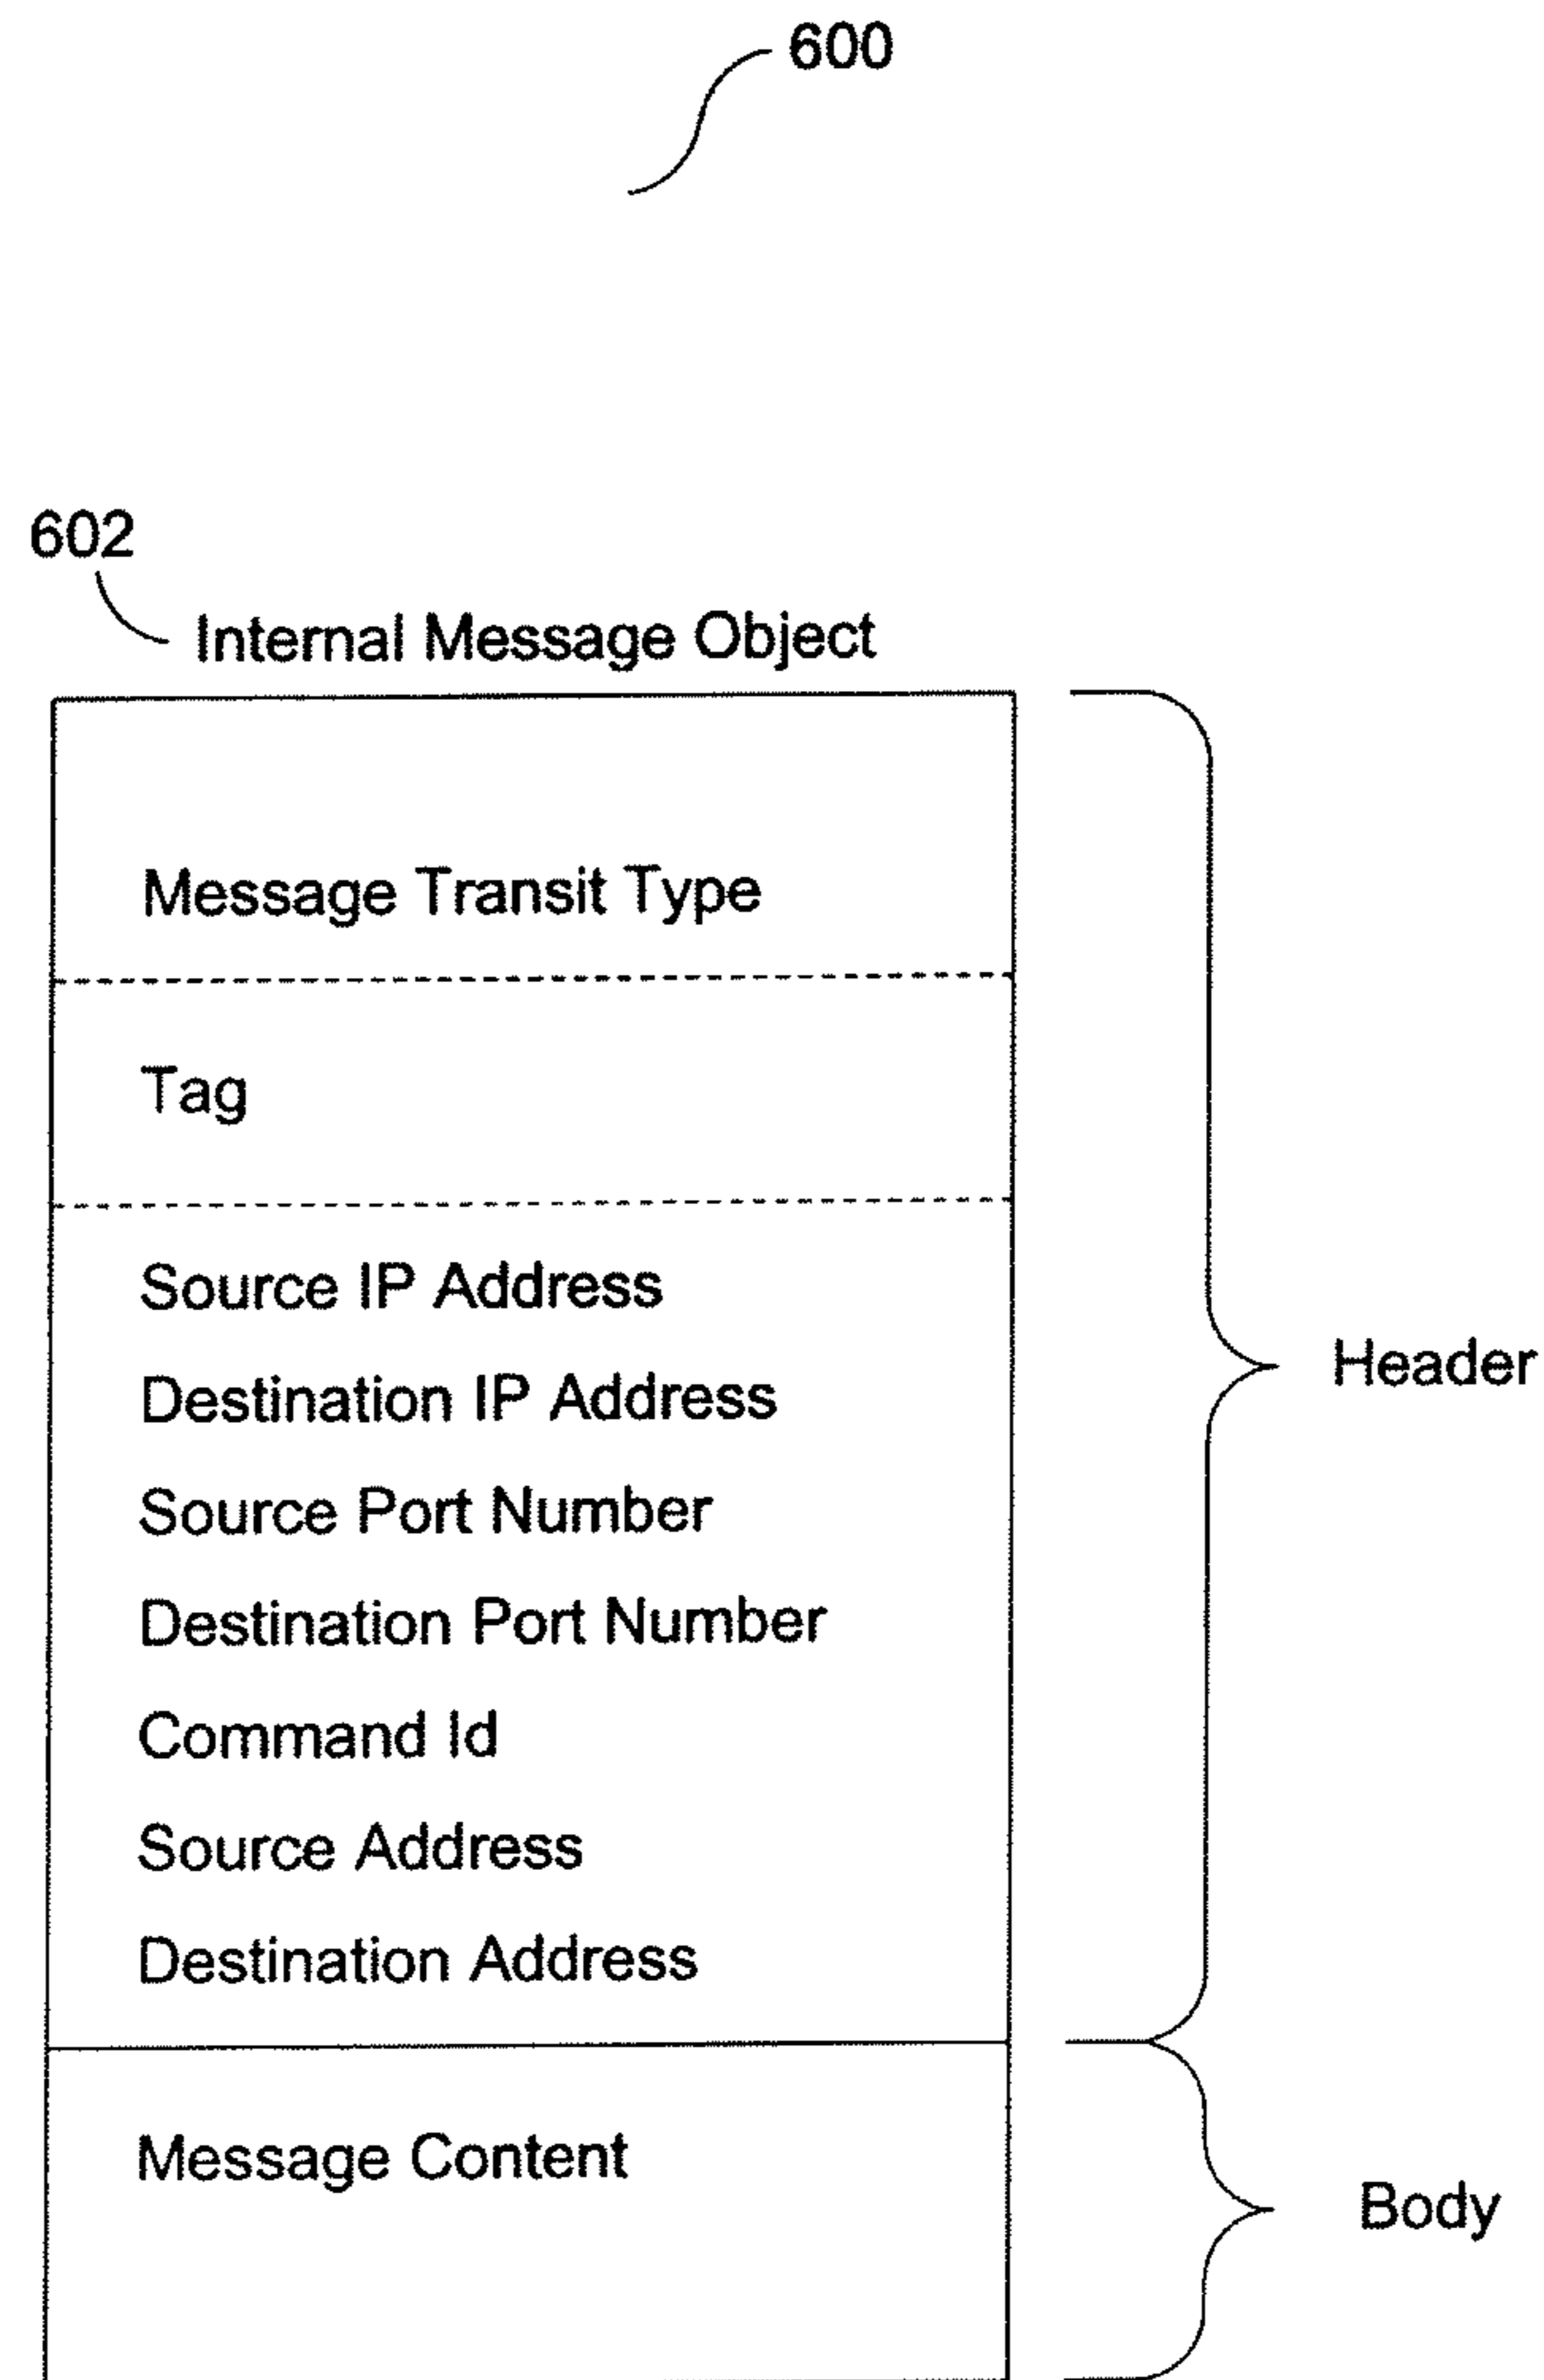 600
602
Internal Message Object
Message Transit Type
Tag
Source IP Address
Destination IP Address
Source Port Number
Destination Port Number
Command Id
Source Address
Destination Address
Header
Message Content
Body